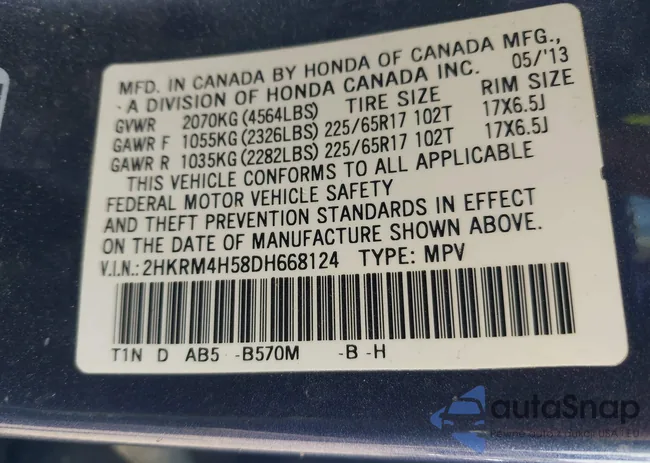 MFD. IN CANADA BY HONDA OF CANADA MFG.,
- A DIVISION OF HONDA CANADA INC. 05/'13
GVWR 2070KG (4564LBS) TIRE SIZE RIM SIZE
GAWR F 1055KG (2326LBS) 225/65R17 102T 17X6.5J
GAWR R 1035KG (2282LBS) 225/65R17 102T 17X6.5J
THIS VEHICLE CONFORMS TO ALL APPLICABLE
FEDERAL MOTOR VEHICLE SAFETY
AND THEFT PREVENTION STANDARDS IN EFFECT
ON THE DATE OF MANUFACTURE SHOWN ABOVE.
V.I.N.: 2HKRM4H58DH668124 TYPE: MPV
T1N D AB5 -B570M -B -H
autoSnap